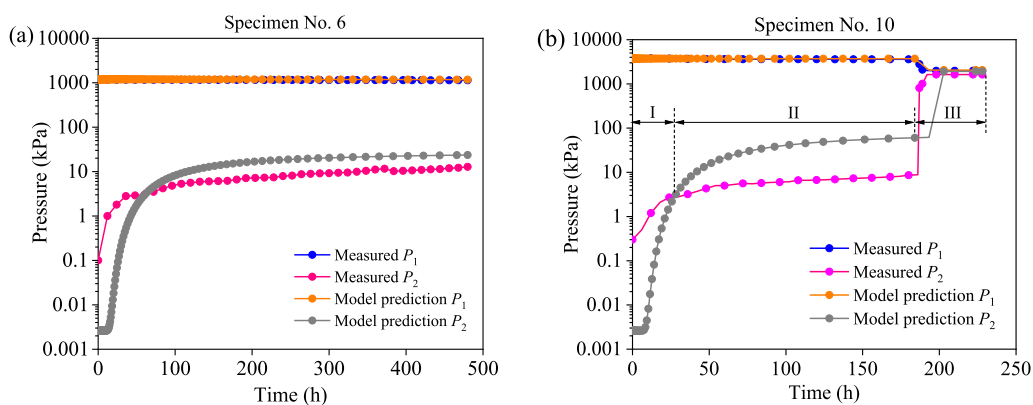 (a)
Specimen No. 6
10000
1000
100
10
1
0.1
0.01
0.001
Pressure (kPa)
0
100
200
300
400
500
Time (h)
Measured P₁
Measured P₂
Model prediction P₁
Model prediction P₂
(b)
Specimen No. 10
10000
1000
100
10
1
0.1
0.01
0.001
Pressure (kPa)
I
II
III
0
50
100
150
200
250
Time (h)
Measured P₁
Measured P₂
Model prediction P₁
Model prediction P₂